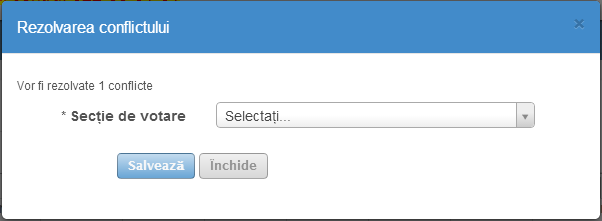 Rezolvarea conflictului ×
Vor fi rezolvate 1 conflicte
* Secție de votare Selectați...
Salvează Închide